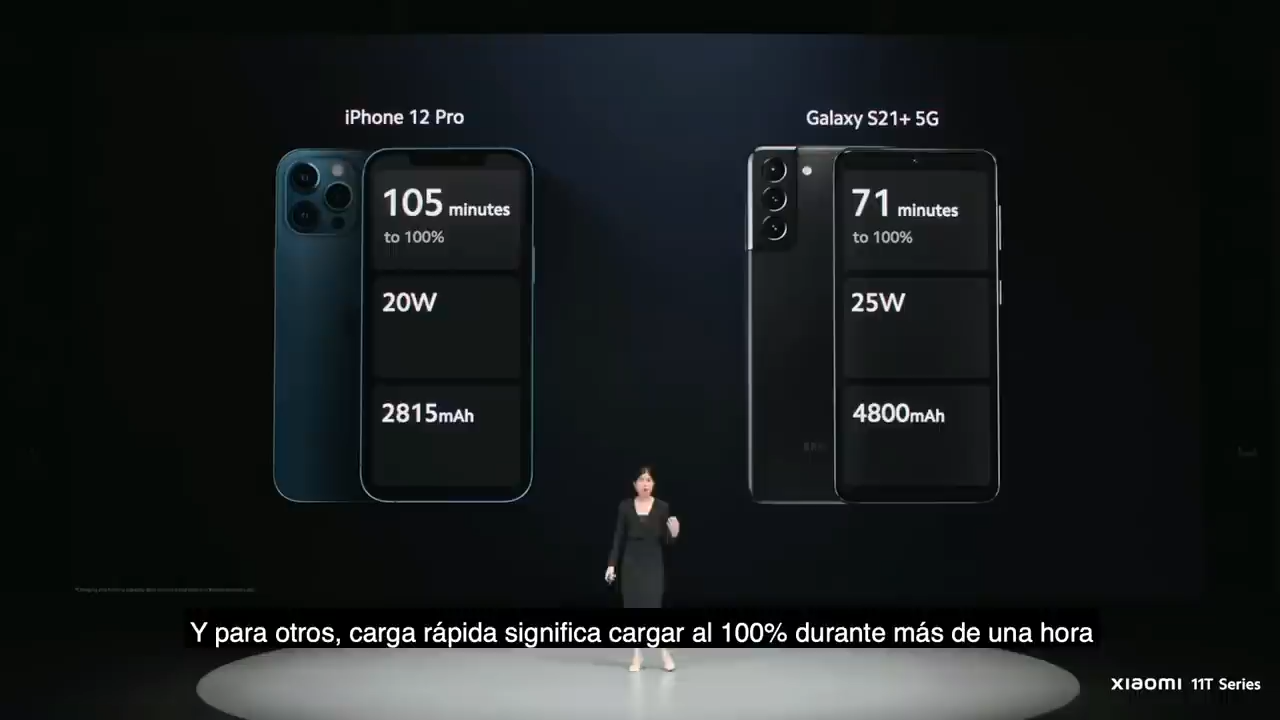 iPhone 12 Pro
Galaxy S21+ 5G
105 minutes
to 100%
20W
2815mAh
71 minutes
to 100%
25W
4800mAh
Y para otros, carga rápida significa cargar al 100% durante más de una hora
xiaomi 11T Series